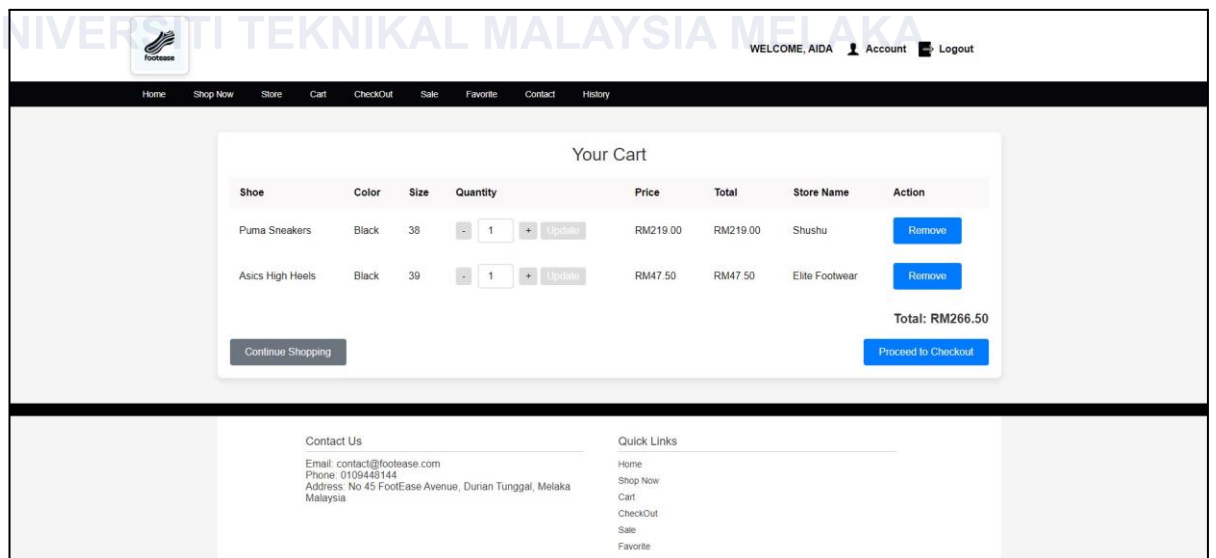 UNIVERSITI TEKNIKAL MALAYSIA MELAKA
footease
WELCOME, AIDA Account Logout
Home Shop Now Store Cart CheckOut Sale Favorite Contact History
Your Cart
Shoe Color Size Quantity Price Total Store Name Action
Puma Sneakers Black 38 - 1 + Update RM219.00 RM219.00 Shushu Remove
Asics High Heels Black 39 - 1 + Update RM47.50 RM47.50 Elite Footwear Remove
Total: RM266.50
Continue Shopping Proceed to Checkout
Contact Us
Email: contact@footease.com
Phone: 0109448144
Address: No 45 FootEase Avenue, Durian Tunggal, Melaka
Malaysia
Quick Links
Home
Shop Now
Cart
CheckOut
Sale
Favorite